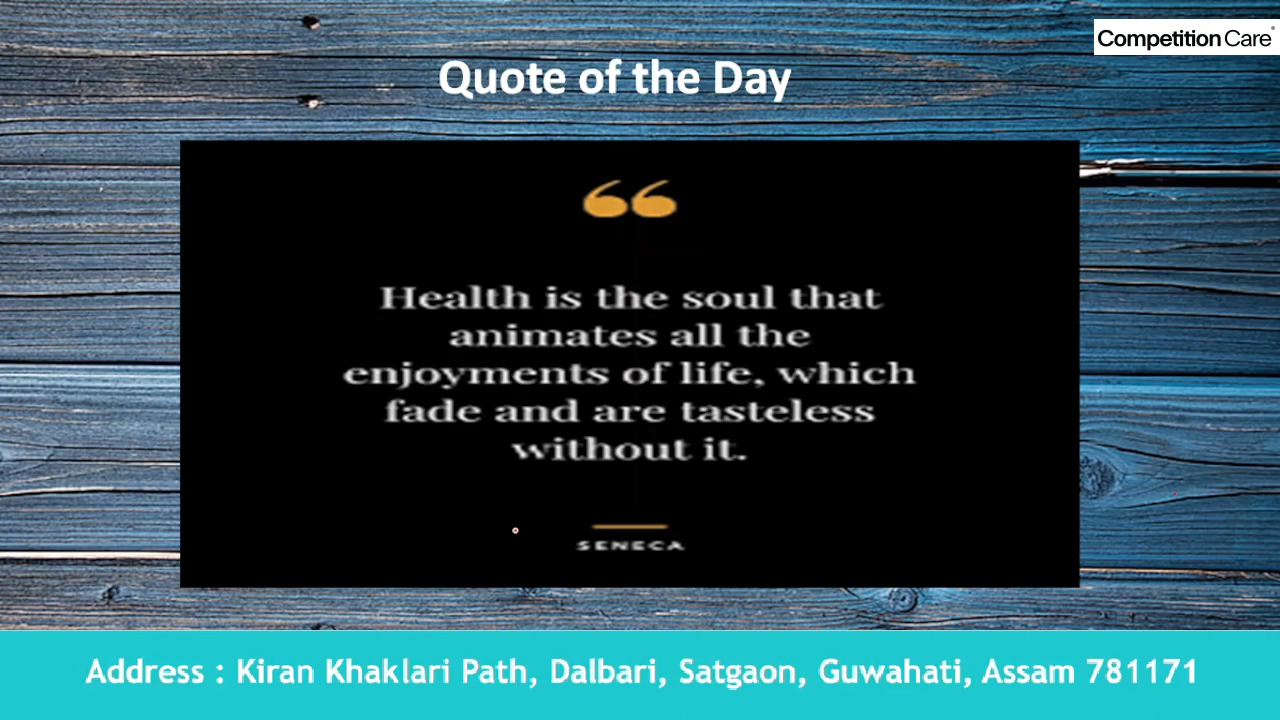 Competition Care
Quote of the Day
“
Health is the soul that
animates all the
enjoyments of life, which
fade and are tasteless
without it.
SENECA
Address : Kiran Khaklari Path, Dalbari, Satgaon, Guwahati, Assam 781171